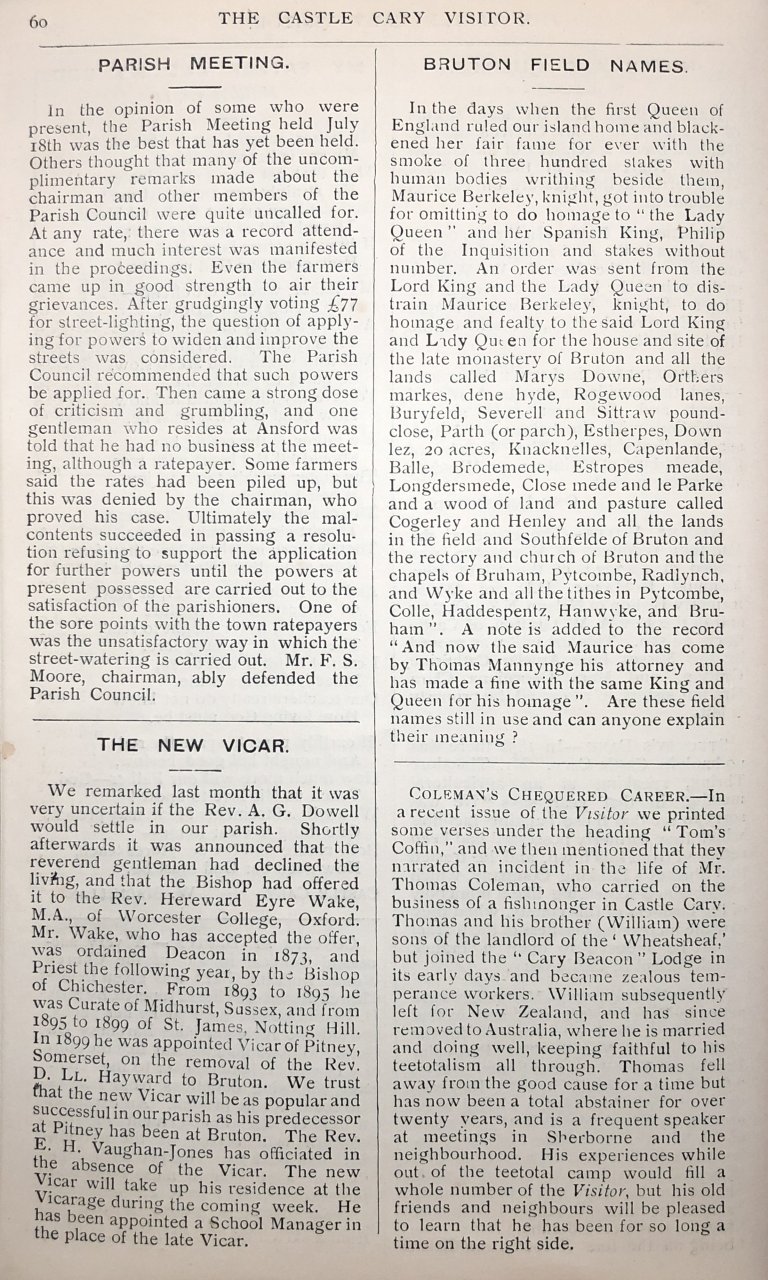 60
THE CASTLE CARY VISITOR.
PARISH MEETING.
In the opinion of some who were
present, the Parish Meeting held July
18th was the best that has yet been held.
Others thought that many of the uncom-
plimentary remarks made about the
chairman and other members of the
Parish Council were quite uncalled for.
At any rate, there was a record attend-
ance and much interest was manifested
in the proceedings. Even the farmers
came up in good strength to air their
grievances. After grudgingly voting £77
for street-lighting, the question of apply-
ing for powers to widen and improve the
streets was considered. The Parish
Council recommended that such powers
be applied for. Then came a strong dose
of criticism and grumbling, and one
gentleman who resides at Ansford was
told that he had no business at the meet-
ing, although a ratepayer. Some farmers
said the rates had been piled up, but
this was denied by the chairman, who
proved his case. Ultimately the mal-
contents succeeded in passing a resolu-
tion refusing to support the application
for further powers until the powers at
present possessed are carried out to the
satisfaction of the parishioners. One of
the sore points with the town ratepayers
was the unsatisfactory way in which the
street-watering is carried out. Mr. F. S.
Moore, chairman, ably defended the
Parish Council.
THE NEW VICAR.
We remarked last month that it was
very uncertain if the Rev. A. G. Dowell
would settle in our parish. Shortly
afterwards it was announced that the
reverend gentleman had declined the
living, and that the Bishop had offered
it to the Rev. Hereward Eyre Wake,
M.A., of Worcester College, Oxford.
Mr. Wake, who has accepted the offer,
was ordained Deacon in 1873, and
Priest the following year, by the Bishop
of Chichester. From 1893 to 1895 he
was Curate of Midhurst, Sussex, and from
1895 to 1899 of St. James, Notting Hill.
In 1899 he was appointed Vicar of Pitney,
Somerset, on the removal of the Rev.
D. LL. Hayward to Bruton. We trust
that the new Vicar will be as popular and
successful in our parish as his predecessor
at Pitney has been at Bruton. The Rev.
E. H. Vaughan-Jones has officiated in
the absence of the Vicar. The new
Vicar will take up his residence at the
Vicarage during the coming week. He
has been appointed a School Manager in
the place of the late Vicar.
BRUTON FIELD NAMES.
In the days when the first Queen of
England ruled our island home and black-
ened her fair fame for ever with the
smoke of three hundred stakes with
human bodies writhing beside them,
Maurice Berkeley, knight, got into trouble
for omitting to do homage to "the Lady
Queen" and her Spanish King, Philip
of the Inquisition and stakes without
number. An order was sent from the
Lord King and the Lady Queen to dis-
train Maurice Berkeley, knight, to do
homage and fealty to the said Lord King
and Lady Queen for the house and site of
the late monastery of Bruton and all the
lands called Marys Downe, Orthers
markes, dene hyde, Rogewood lanes,
Buryfeld, Severell and Sittraw pound-
close, Parth (or parch), Estherpes, Down
lez, 20 acres, Knacknelles, Capenlande,
Balle, Brodemede, Estropes meade,
Longdersmede, Close mede and le Parke
and a wood of land and pasture called
Cogerley and Henley and all the lands
in the field and Southfelde of Bruton and
the rectory and church of Bruton and the
chapels of Bruham, Pytcombe, Radlynch,
and Wyke and all the tithes in Pytcombe,
Colle, Haddespentz, Hanwyke, and Bru-
ham". A note is added to the record
"And now the said Maurice has come
by Thomas Mannynge his attorney and
has made a fine with the same King and
Queen for his homage". Are these field
names still in use and can anyone explain
their meaning ?
COLEMAN'S CHEQUERED CAREER.—In
a recent issue of the Visitor we printed
some verses under the heading "Tom's
Coffin," and we then mentioned that they
narrated an incident in the life of Mr.
Thomas Coleman, who carried on the
business of a fishmonger in Castle Cary.
Thomas and his brother (William) were
sons of the landlord of the 'Wheatsheaf,'
but joined the "Cary Beacon" Lodge in
its early days and became zealous tem-
perance workers. William subsequently
left for New Zealand, and has since
removed to Australia, where he is married
and doing well, keeping faithful to his
teetotalism all through. Thomas fell
away from the good cause for a time but
has now been a total abstainer for over
twenty years, and is a frequent speaker
at meetings in Sherborne and the
neighbourhood. His experiences while
out of the teetotal camp would fill a
whole number of the Visitor, but his old
friends and neighbours will be pleased
to learn that he has been for so long a
time on the right side.